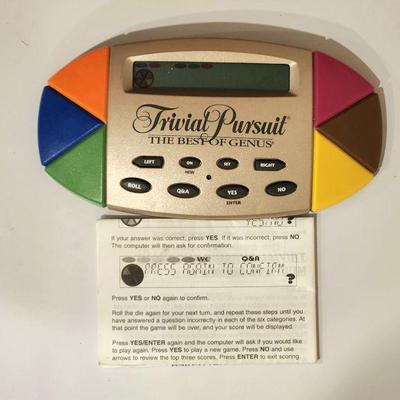 Trivial Pursuit®
THE BEST OF GENUS™
LEFT ON SET RIGHT
NEW
ROLL Q&A YES NO
ENTER
YES/NO?
If your answer was correct, press YES. If it was incorrect, press NO.
The computer will then ask for confirmation.
WC Q&A
PRESS AGAIN TO CONFIRM ?
Press YES or NO again to confirm.
Roll the die again for your next turn, and repeat these steps until you
have answered a question incorrectly in each of the six categories. At
that point the game will be over, and your score will be displayed.
Press YES/ENTER again and the computer will ask if you would like
to play again. Press YES to play a new game. Press NO and use
arrows to review the top three scores. Press ENTER to exit scoring.